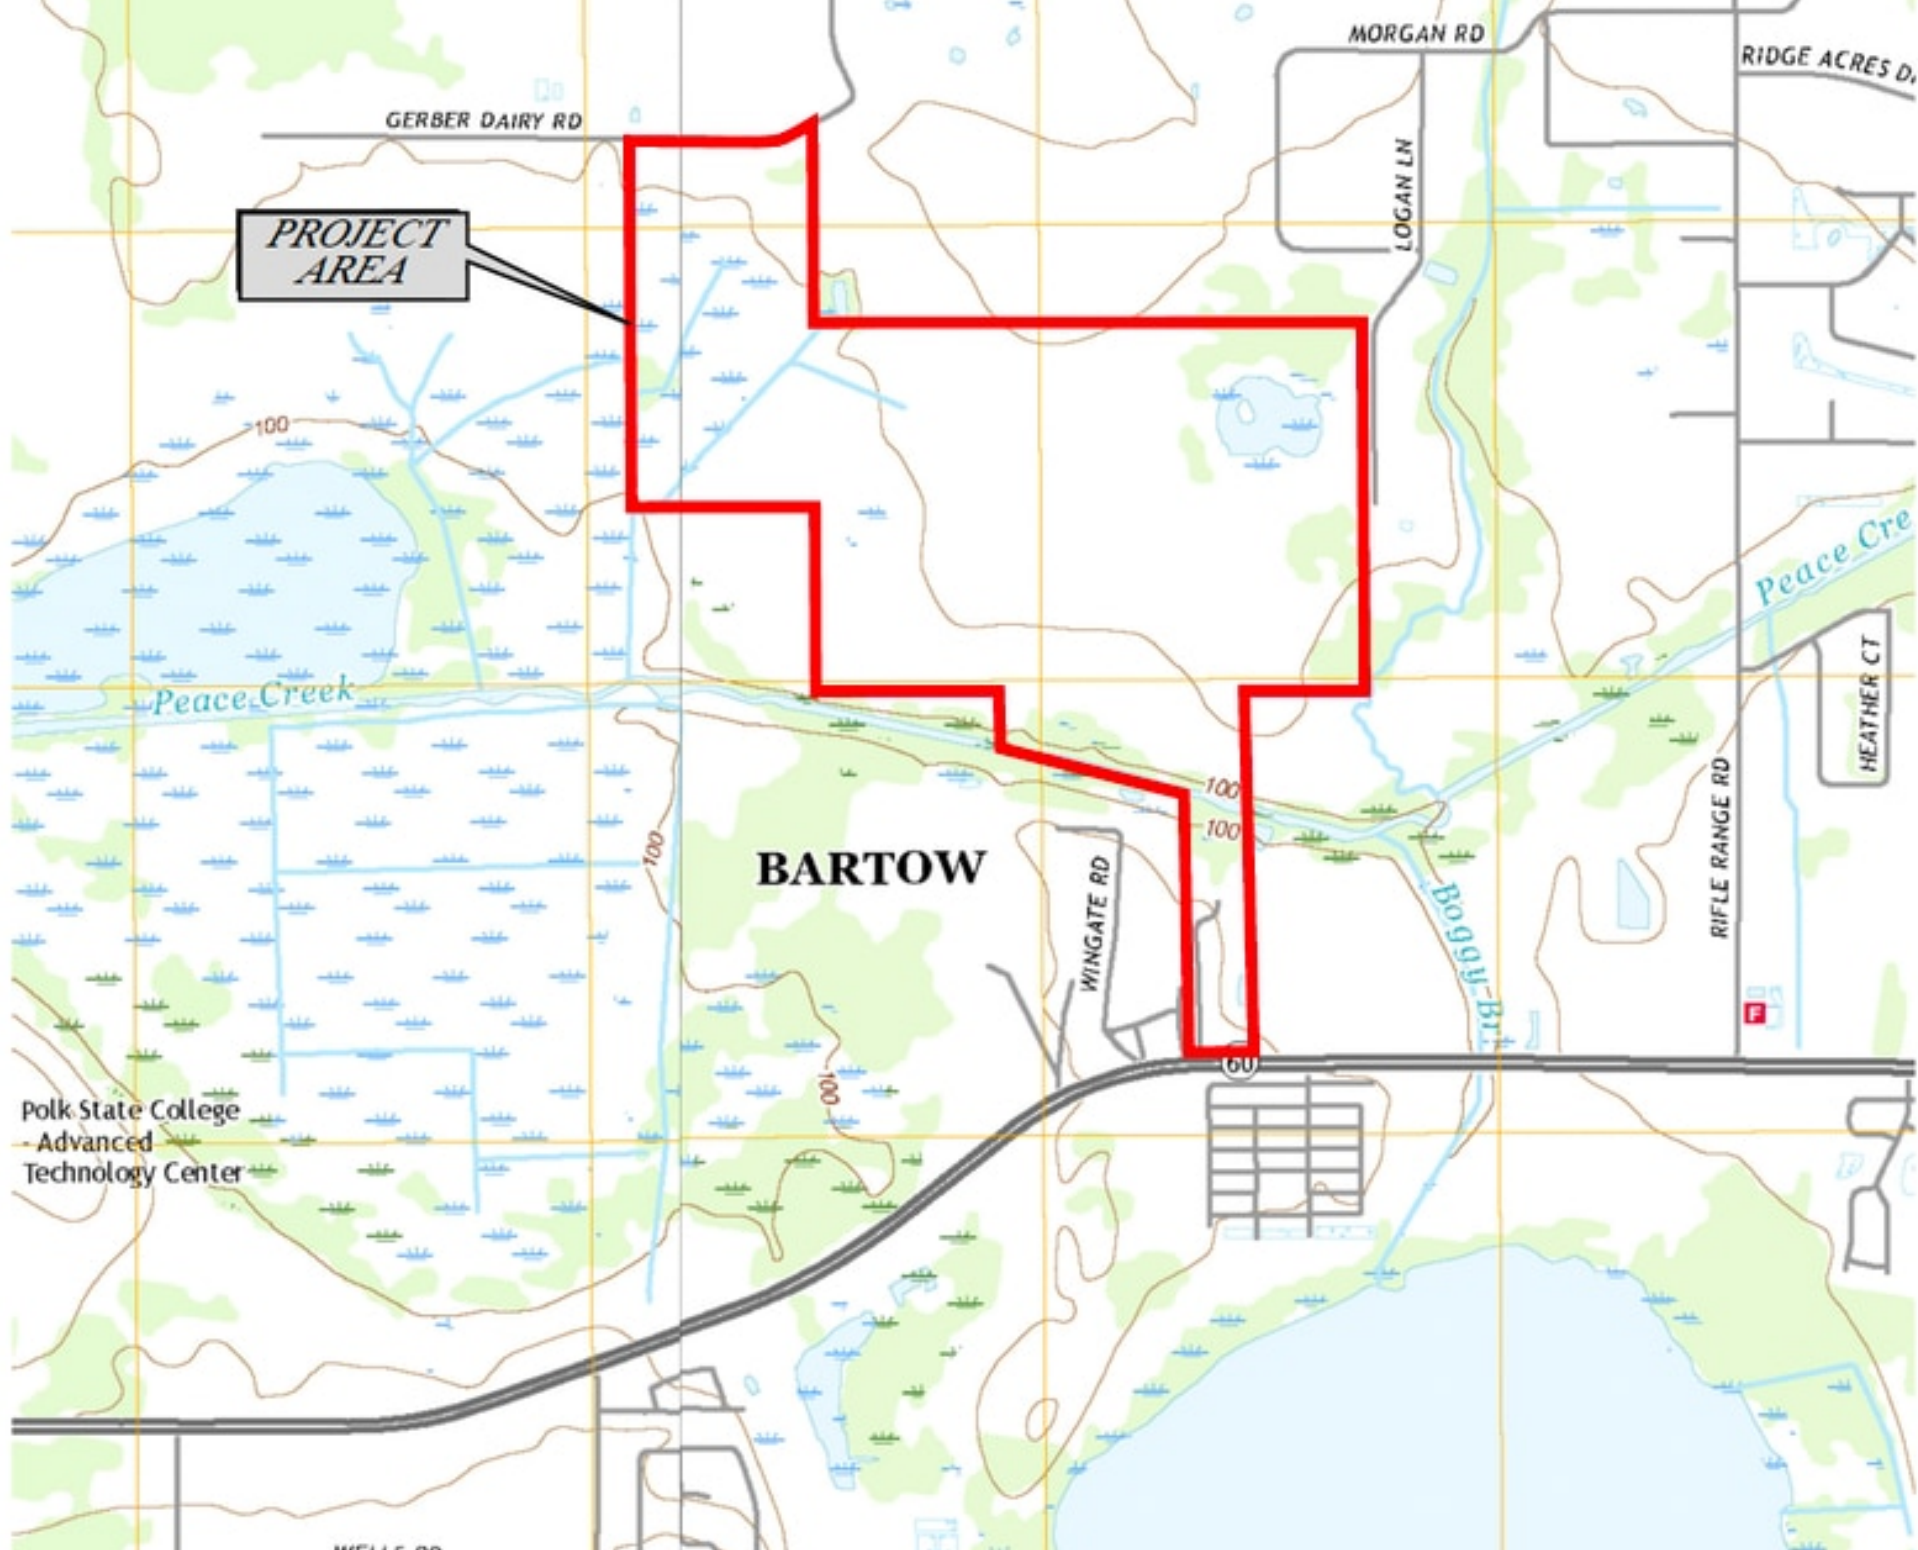 MORGAN RD
RIDGE ACRES
GERBER DAIRY RD
LOGAN LN
PROJECT
AREA
100
Peace Cre
Peace Creek
HEATHER CT
100
100
RIFLE RANGE RD
100
BARTOW
WINGATE RD
Boggy Br
F
60
100
Polk State College
- Advanced
Technology Center